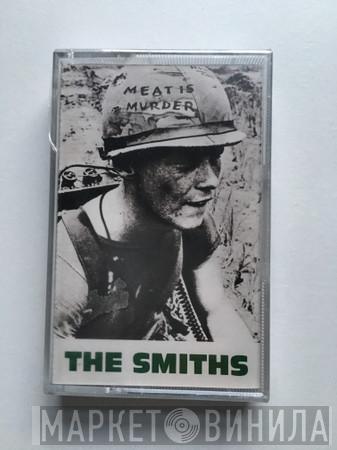 MEAT IS
MURDER
THE SMITHS
МАРКЕТ ВИНИЛА